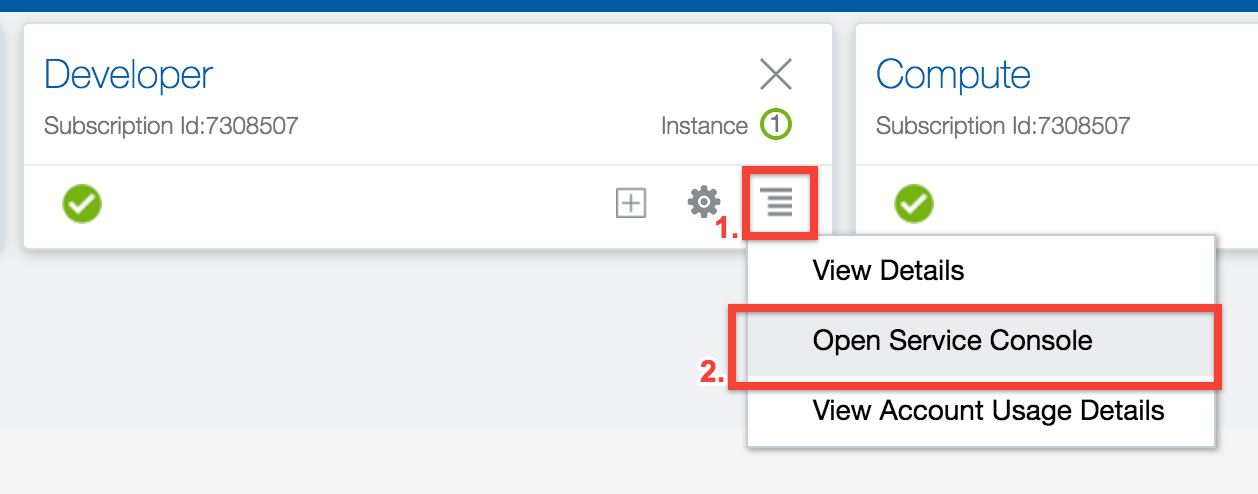 Developer
Subscription Id:7308507
Instance 1
Compute
Subscription Id:7308507
1.
View Details
Open Service Console
2.
View Account Usage Details